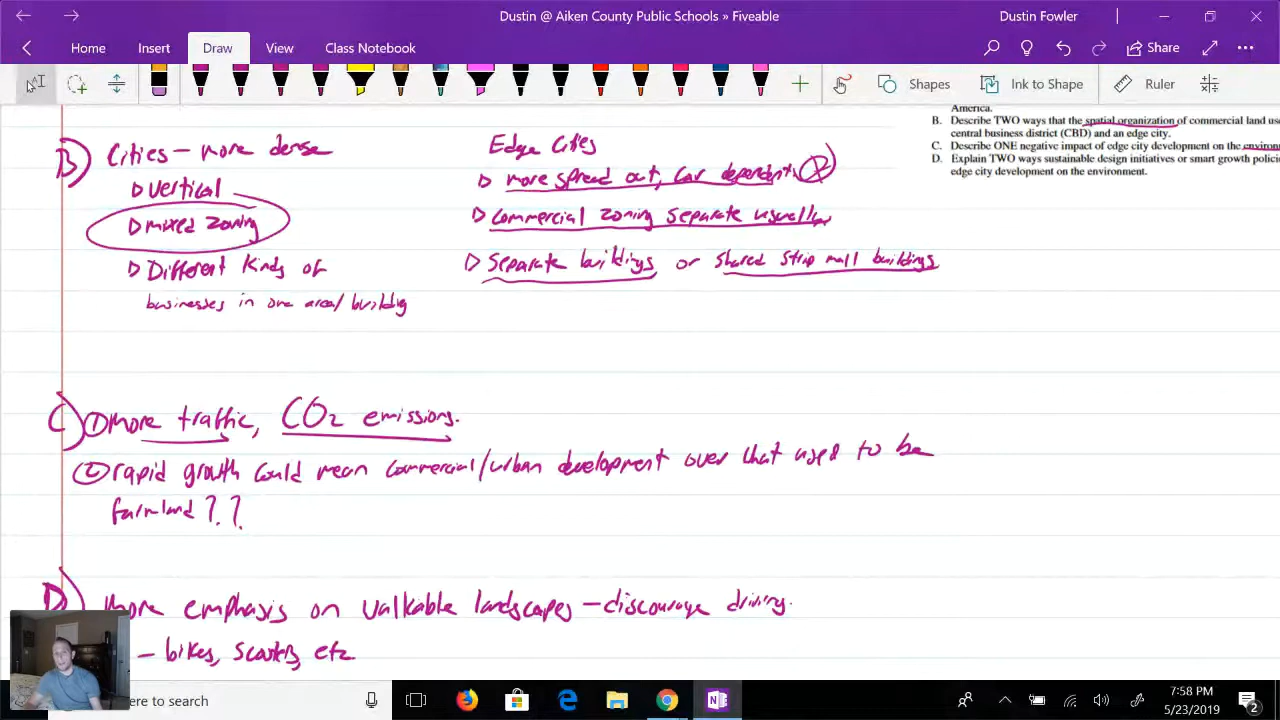 Dustin @ Aiken County Public Schools » Fiveable
Dustin Fowler
Home Insert Draw View Class Notebook
Share
Shapes Ink to Shape Ruler
America.
B. Describe TWO ways that the spatial organization of commercial land us
central business district (CBD) and an edge city.
C. Describe ONE negative impact of edge city development on the environ
D. Explain TWO ways sustainable design initiatives or smart growth policie
edge city development on the environment.
B) Cities - more dense
▷ vertical
▷ mixed zoning
▷ Different kinds of
businesses in one area/building
Edge Cities
▷ more spread out, car dependent
▷ Commercial zoning separate usually
▷ Separate buildings or shared strip mall buildings
C) ① more traffic, CO2 emissions.
② rapid growth could mean commercial/urban development over what used to be
farmland??
D) more emphasis on walkable landscapes - discourage driving.
- bikes, scooters, etc
here to search
7:58 PM
5/23/2019
2